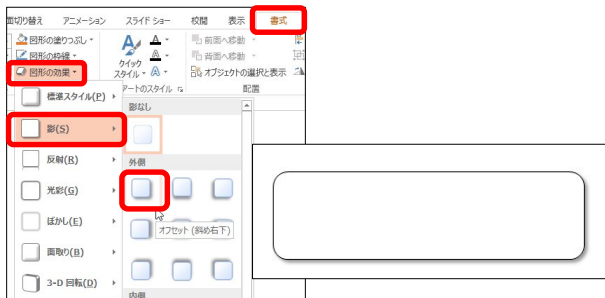 面切り替え アニメーション スライド ショー 校閲 表示 書式
図形の塗りつぶし 前面へ移動
図形の枠線 背面へ移動
図形の効果 クイック スタイル オブジェクトの選択と表示
アートのスタイル 配置
標準スタイル(P)
影なし
影(S)
反射(R)
外側
光彩(G)
ぼかし(E)
オフセット (斜め右下)
面取り(B)
3-D 回転(D)
内側